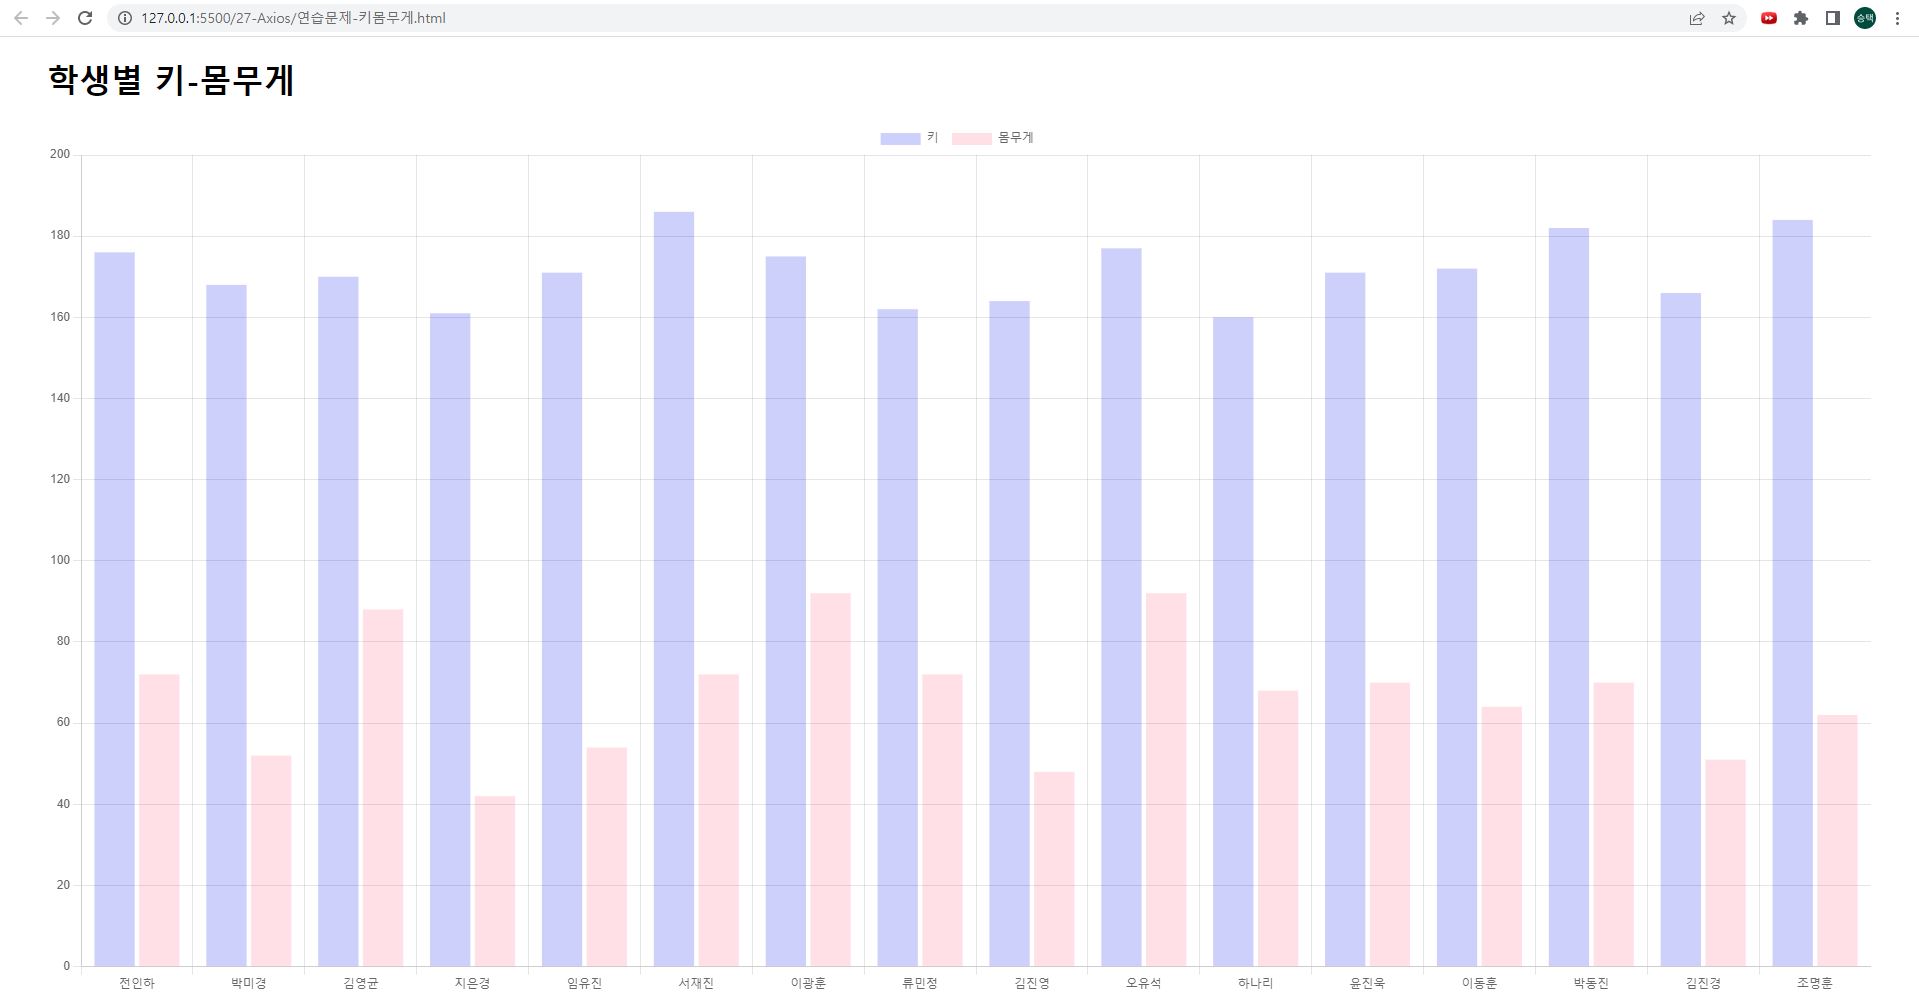 127.0.0.1:5500/27-Axios/연습문제-키몸무게.html
승택
학생별 키-몸무게
키 몸무게
200
180
160
140
120
100
80
60
40
20
0
전인하 박미경 김영균 지은경 임유진 서재진 이광훈 류민정 김진영 오유석 하나리 윤진욱 이동훈 박동진 김진경 조명훈